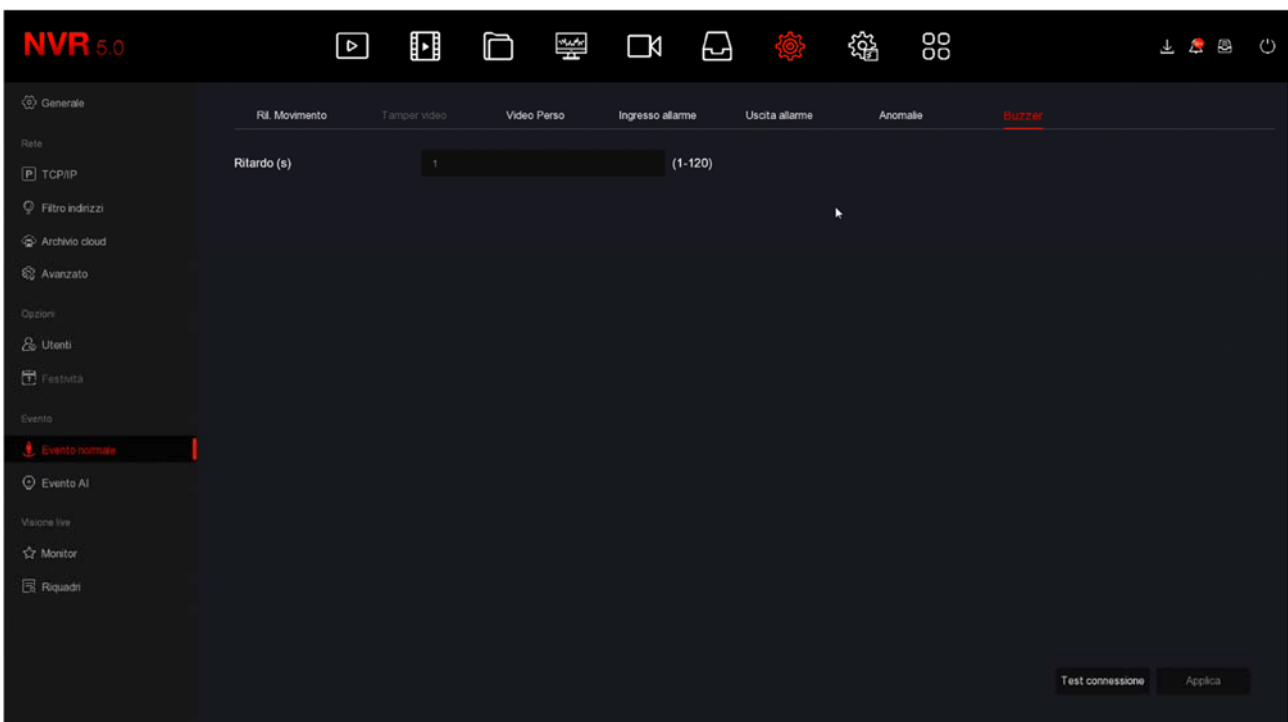 NVR 5.0
Generale
Rete
TCP/IP
Filtro indirizzi
Archivio cloud
Avanzato
Opzioni
Utenti
Festività
Evento
Evento normale
Evento AI
Visione live
Monitor
Riquadri
Ril. Movimento Tamper video Video Perso Ingresso allarme Uscita allarme Anomalie Buzzer
Ritardo (s) 1 (1-120)
Test connessione Applica